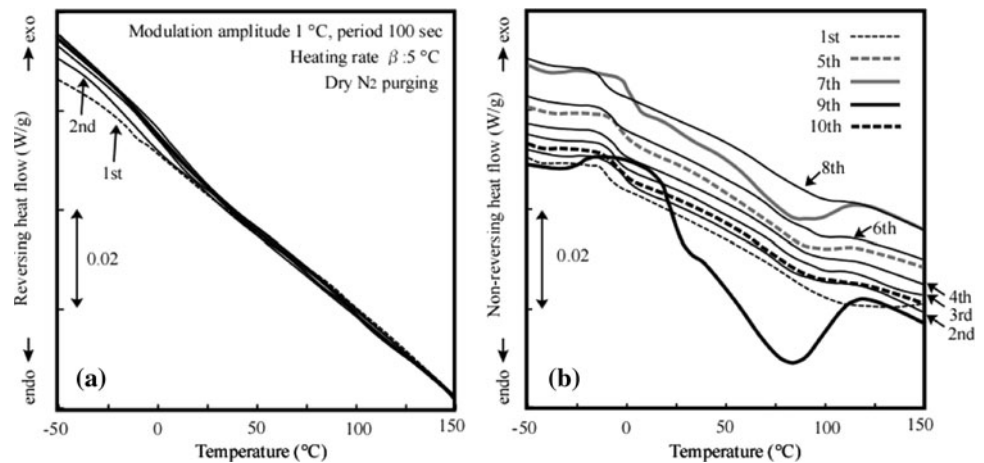 exo
Reversing heat flow (W/g)
endo
Modulation amplitude 1 °C, period 100 sec
Heating rate β :5 °C
Dry N2 purging
2nd
1st
0.02
(a)
-50 0 50 100 150
Temperature (°C)
exo
Non-reversing heat flow (W/g)
endo
1st
5th
7th
9th
10th
8th
6th
0.02
4th
3rd
2nd
(b)
-50 0 50 100 150
Temperature (°C)